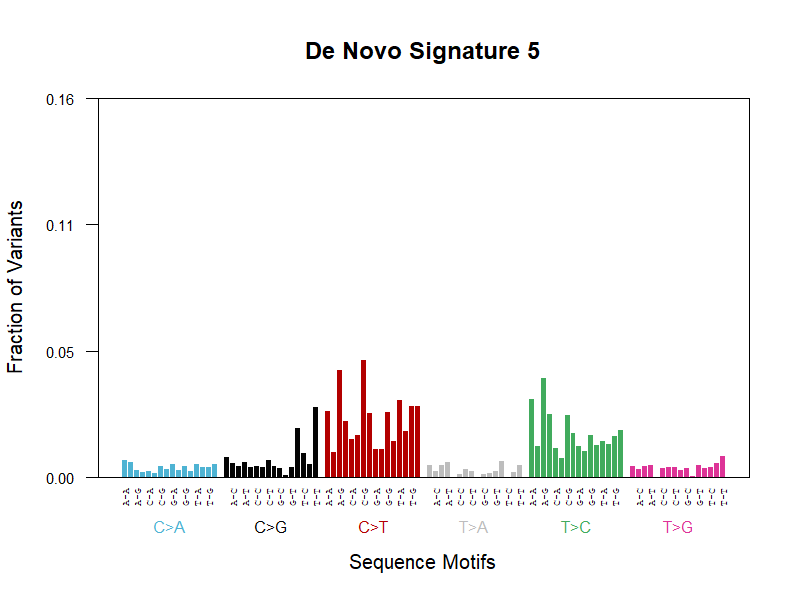 De Novo Signature 5
Fraction of Variants
0.16
0.11
0.05
0.00
A-A A-G C-A C-G G-A G-G T-A T-G A-C A-T C-C C-T G-C G-T T-C T-T A-A A-G C-A C-G G-A G-G T-A T-G A-C A-T C-C C-T G-C G-T T-C T-T A-A A-G C-A C-G G-A G-G T-A T-G A-C A-T C-C C-T G-C G-T T-C T-T
C>A C>G C>T T>A T>C T>G
Sequence Motifs